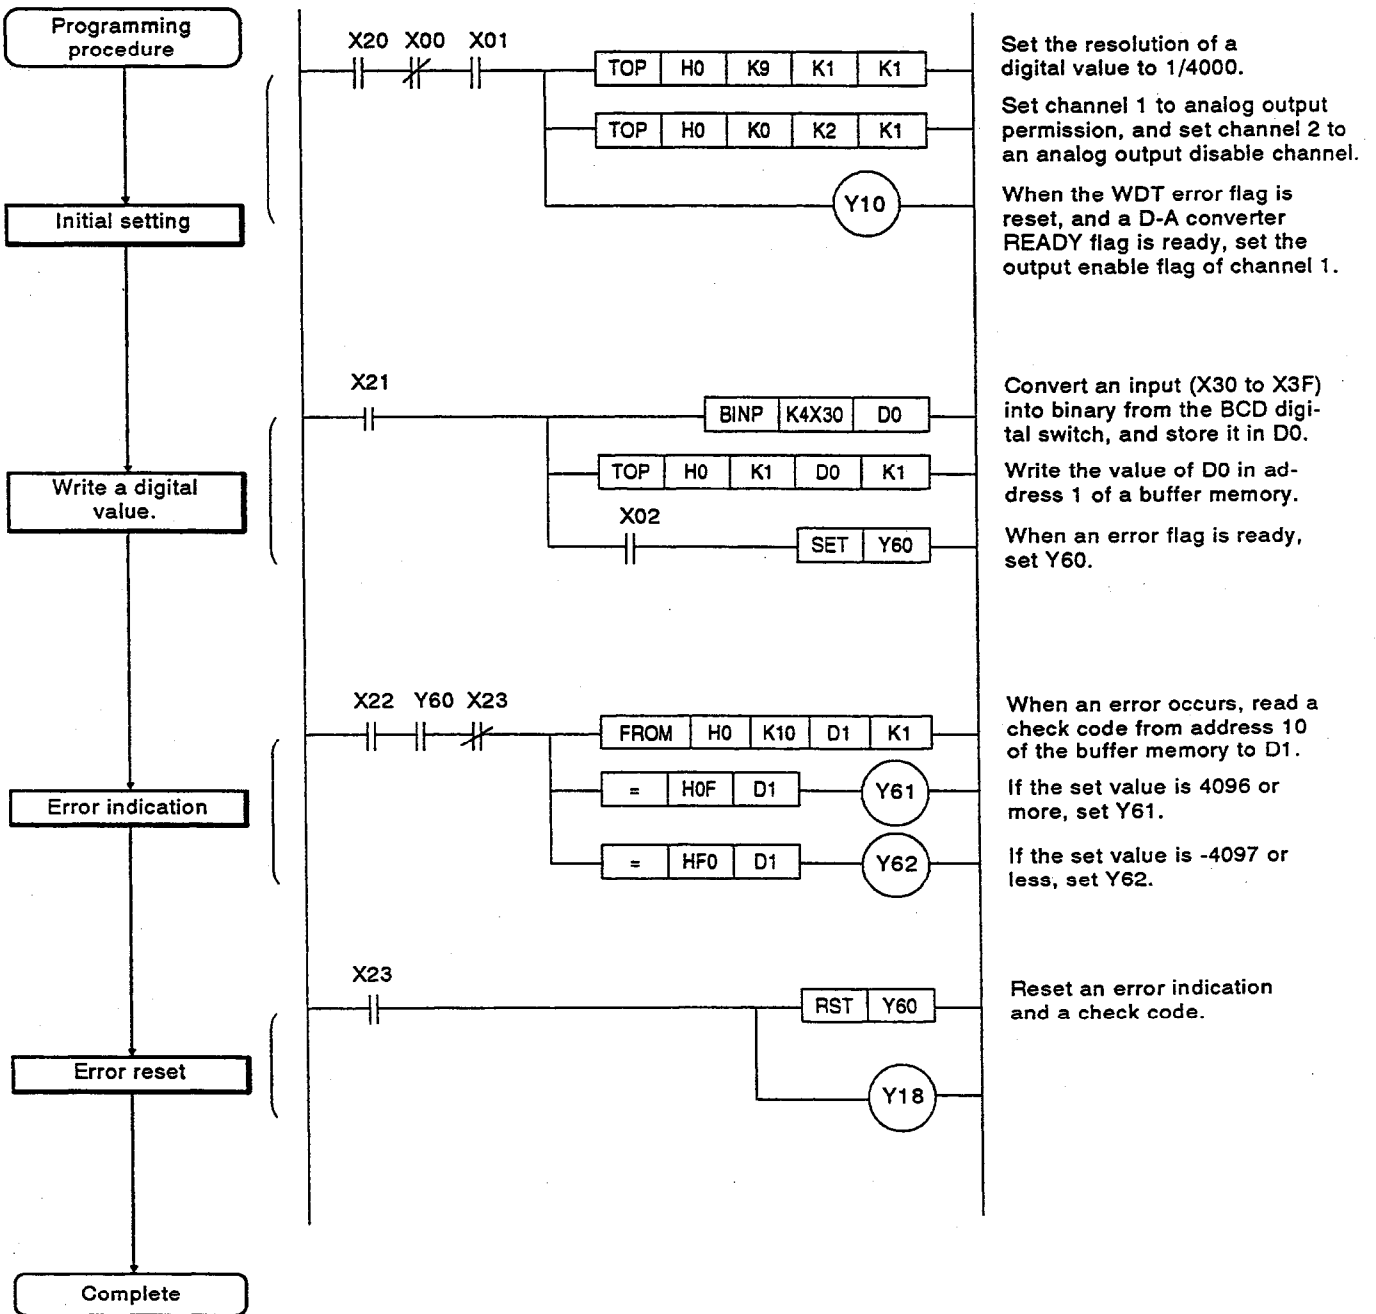 Programming
procedure
X20 X00 X01
TOP H0 K9 K1 K1
Set the resolution of a
digital value to 1/4000.
TOP H0 K0 K2 K1
Set channel 1 to analog output
permission, and set channel 2 to
an analog output disable channel.
Initial setting
Y10
When the WDT error flag is
reset, and a D-A converter
READY flag is ready, set the
output enable flag of channel 1.
X21
BINP K4X30 D0
Convert an input (X30 to X3F)
into binary from the BCD digi-
tal switch, and store it in D0.
Write a digital
value.
TOP H0 K1 D0 K1
Write the value of D0 in ad-
dress 1 of a buffer memory.
X02
SET Y60
When an error flag is ready,
set Y60.
X22 Y60 X23
FROM H0 K10 D1 K1
When an error occurs, read a
check code from address 10
of the buffer memory to D1.
Error indication
= H0F D1 Y61
If the set value is 4096 or
more, set Y61.
= HF0 D1 Y62
If the set value is -4097 or
less, set Y62.
X23
RST Y60
Reset an error indication
and a check code.
Error reset
Y18
Complete